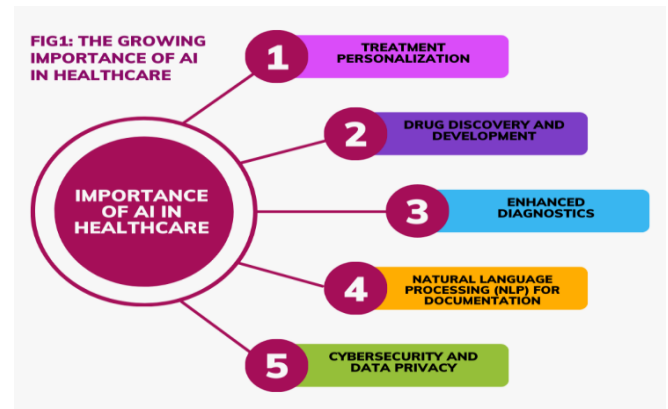 FIG1: THE GROWING
IMPORTANCE OF AI
IN HEALTHCARE
1
TREATMENT
PERSONALIZATION
2
DRUG DISCOVERY AND
DEVELOPMENT
IMPORTANCE
OF AI IN
HEALTHCARE
3
ENHANCED
DIAGNOSTICS
4
NATURAL LANGUAGE
PROCESSING (NLP) FOR
DOCUMENTATION
5
CYBERSECURITY AND
DATA PRIVACY